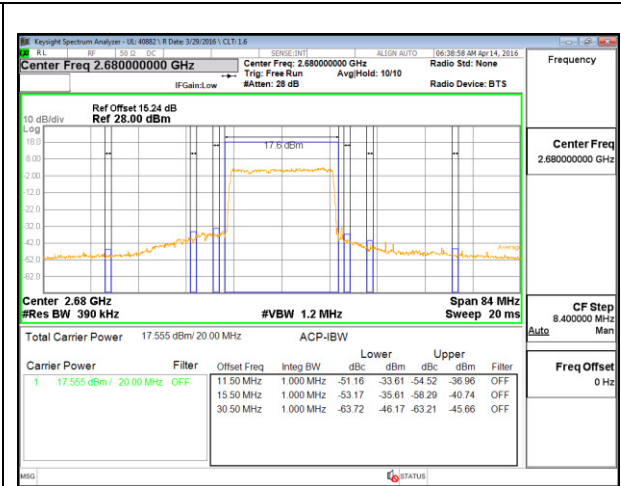 Keysight Spectrum Analyzer - UL: 40882 \ R Date: 3/29/2016 \ CLT: 1.6
RL RF 50 Ω DC SENSE:INT ALIGN AUTO 06:38:58 AM Apr 14, 2016
Center Freq 2.680000000 GHz Center Freq: 2.680000000 GHz Radio Std: None Frequency
Trig: Free Run Avg|Hold: 10/10
IFGain:Low #Atten: 28 dB Radio Device: BTS
Ref Offset 15.24 dB
10 dB/div Ref 28.00 dBm
Log
18.0
8.00
-2.00
-12.0
-22.0
-32.0
-42.0
-52.0
-62.0
17.6 dBm
Average
Center Freq
2.680000000 GHz
Center 2.68 GHz Span 84 MHz
#Res BW 390 kHz #VBW 1.2 MHz Sweep 20 ms
CF Step
8.400000 MHz
Auto Man
Total Carrier Power 17.555 dBm/ 20.00 MHz ACP-IBW
Lower Upper
Carrier Power Filter Offset Freq Integ BW dBc dBm dBc dBm Filter
1 17.555 dBm / 20.00 MHz OFF 11.50 MHz 1.000 MHz -51.16 -33.61 -54.52 -36.96 OFF
15.50 MHz 1.000 MHz -53.17 -35.61 -58.29 -40.74 OFF
30.50 MHz 1.000 MHz -63.72 -46.17 -63.21 -45.66 OFF
Freq Offset
0 Hz
MSG STATUS